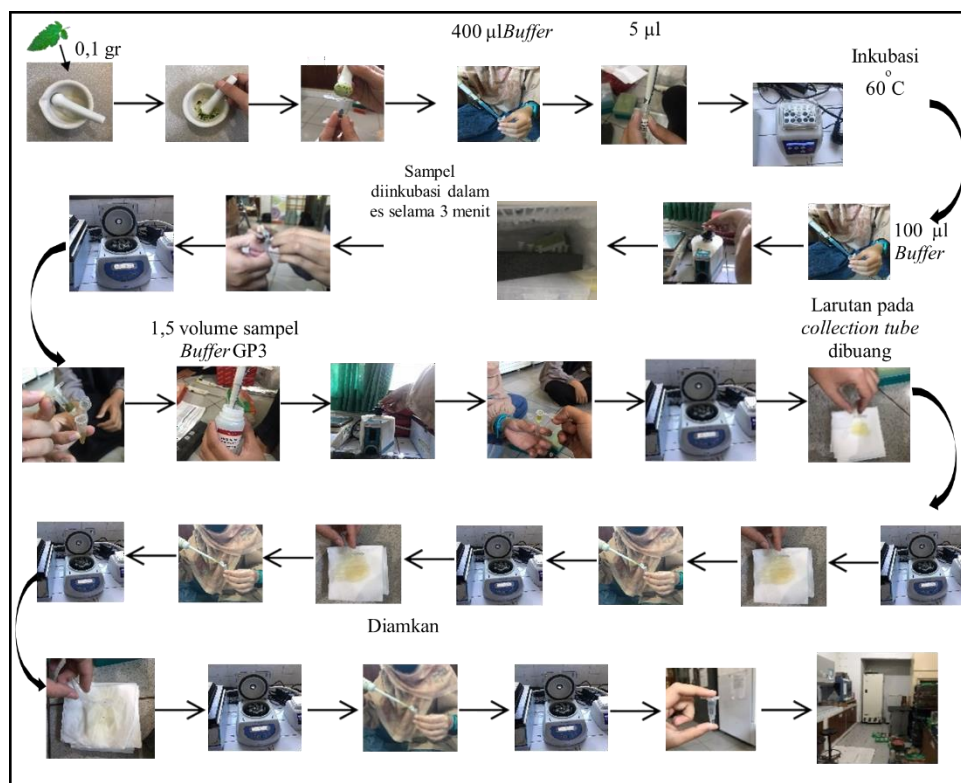 0,1 gr
400 µl Buffer
5 µl
Inkubasi
60°C
Sampel
diinkubasi dalam
es selama 3 menit
100 µl
Buffer
1,5 volume sampel
Buffer GP3
Larutan pada
collection tube
dibuang
Diamkan